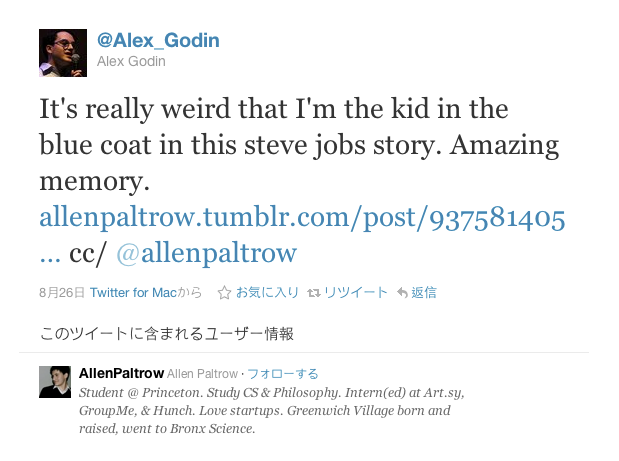 @Alex_Godin
Alex Godin
It's really weird that I'm the kid in the
blue coat in this steve jobs story. Amazing
memory.
allenpaltrow.tumblr.com/post/937581405
... cc/ @allenpaltrow
8月26日 Twitter for Macから お気に入り リツイート 返信
このツイートに含まれるユーザー情報
AllenPaltrow Allen Paltrow · フォローする
Student @ Princeton. Study CS & Philosophy. Intern(ed) at Art.sy,
GroupMe, & Hunch. Love startups. Greenwich Village born and
raised, went to Bronx Science.